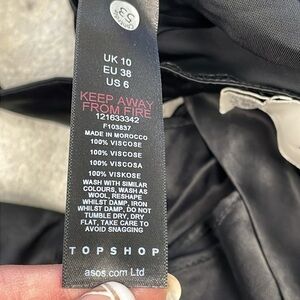 53
UK 10
EU 38
US 6
KEEP AWAY
FROM FIRE
121633342
F103837
MADE IN MOROCCO
100% VISCOSE
100% VISCOSE
100% VISCOSA
100% VISKOSE
WASH WITH SIMILAR
COLOURS, WASH AS
WOOL, RESHAPE
WHILST DAMP, IRON
WHILST DAMP, DO NOT
TUMBLE DRY, DRY
FLAT, TAKE CARE TO
AVOID SNAGGING
TOPSHOP
asos.com Ltd